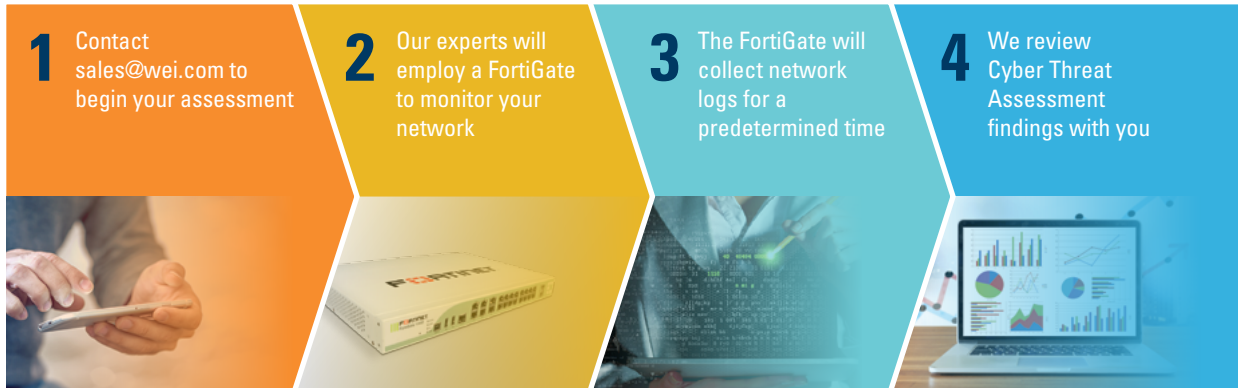 1
Contact
sales@wei.com to
begin your assessment
2
Our experts will
employ a FortiGate
to monitor your
network
3
The FortiGate will
collect network
logs for a
predetermined time
4
We review
Cyber Threat
Assessment
findings with you
FORTINET
FORTINET